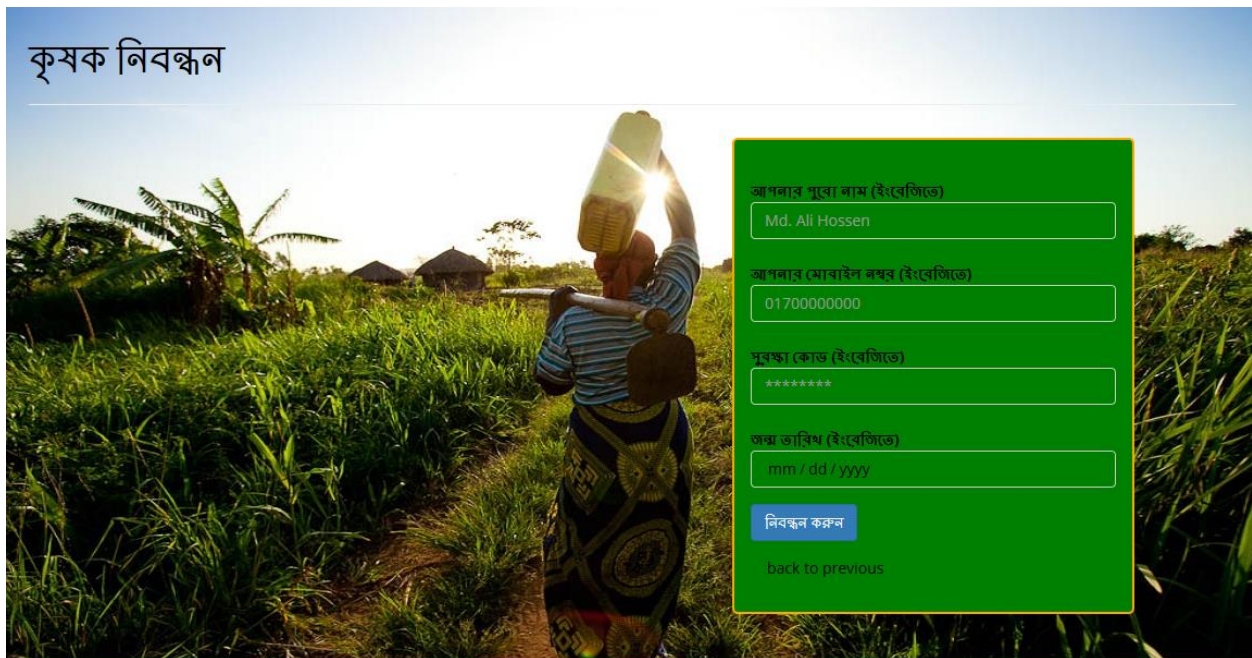 কৃষক নিবন্ধন
আপনার পুরো নাম (ইংরেজিতে)
Md. Ali Hossen
আপনার মোবাইল নম্বর (ইংরেজিতে)
01700000000
সুরক্ষা কোড (ইংরেজিতে)
********
জন্ম তারিখ (ইংরেজিতে)
mm / dd / yyyy
নিবন্ধন করুন
back to previous